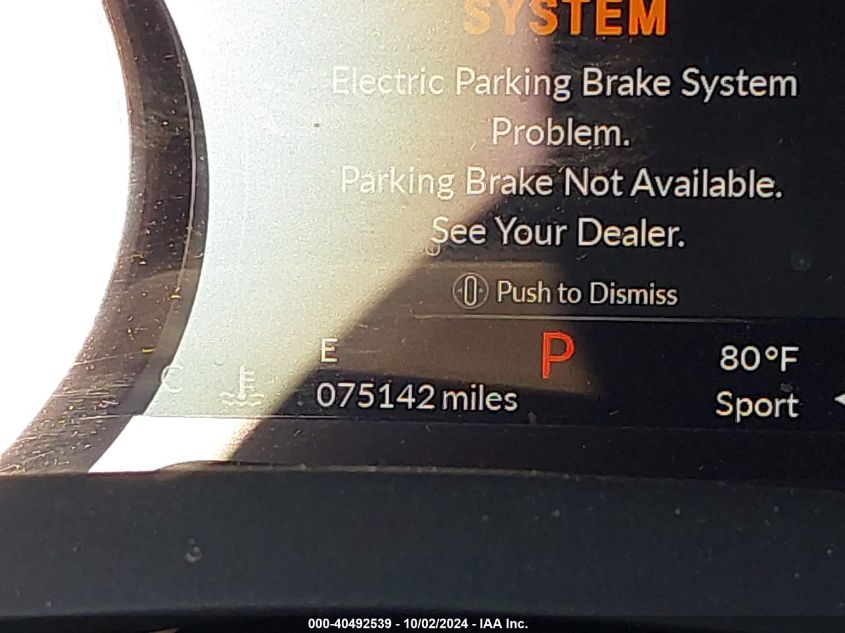 SYSTEM
Electric Parking Brake System
Problem.
Parking Brake Not Available.
See Your Dealer.
Push to Dismiss
E P 80°F
C
075142 miles Sport
000-40492539 - 10/02/2024 - IAA Inc.